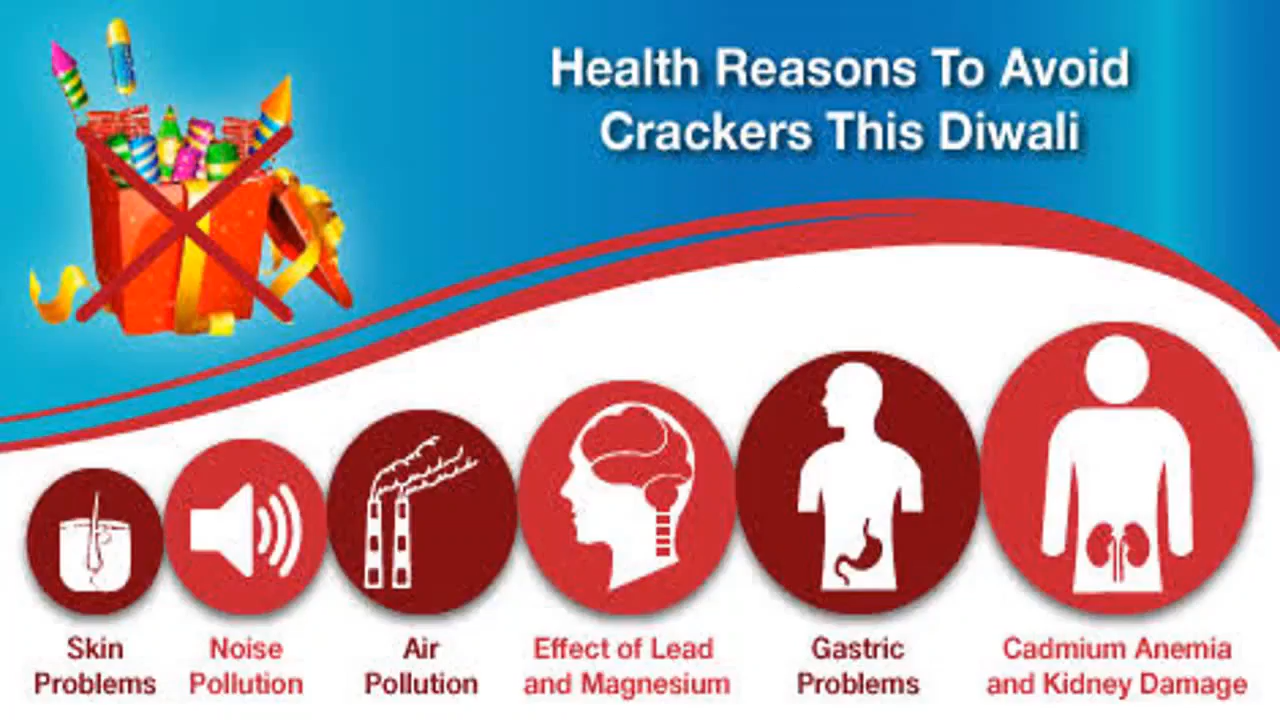 Health Reasons To Avoid
Crackers This Diwali
Skin
Problems
Noise
Pollution
Air
Pollution
Effect of Lead
and Magnesium
Gastric
Problems
Cadmium Anemia
and Kidney Damage